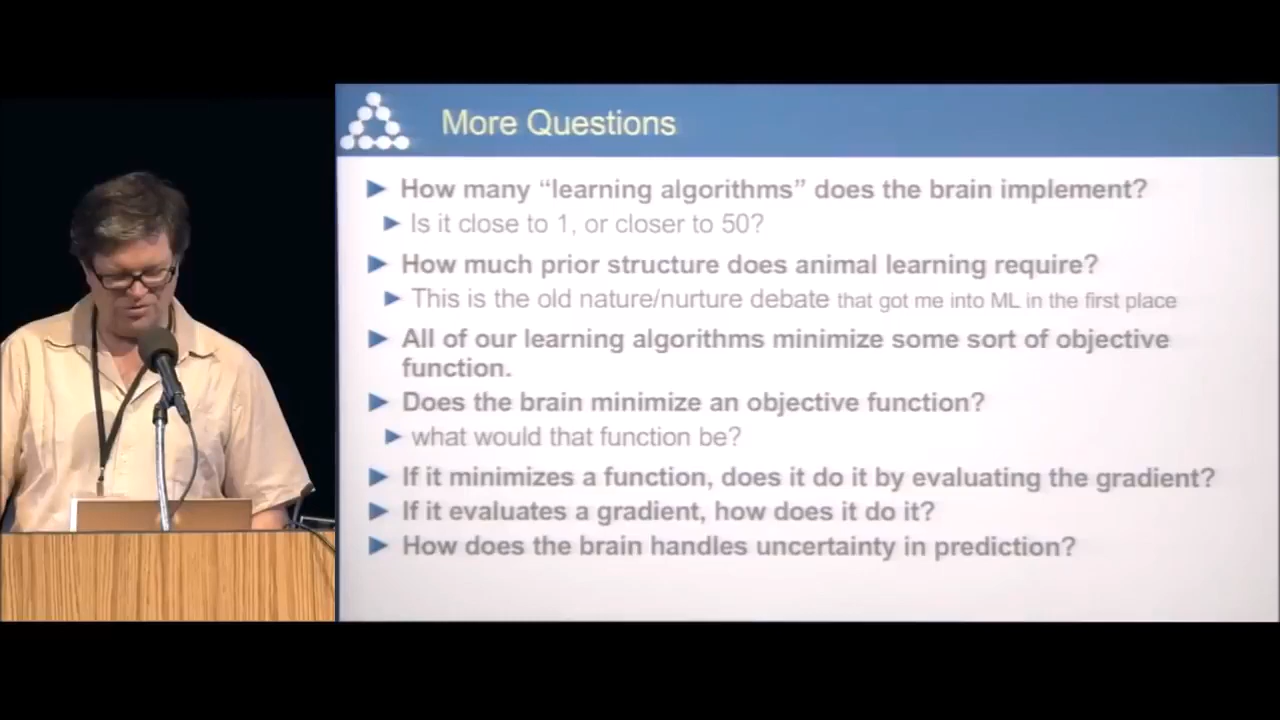 More Questions
How many “learning algorithms” does the brain implement?
Is it close to 1, or closer to 50?
How much prior structure does animal learning require?
This is the old nature/nurture debate that got me into ML in the first place
All of our learning algorithms minimize some sort of objective
function.
Does the brain minimize an objective function?
what would that function be?
If it minimizes a function, does it do it by evaluating the gradient?
If it evaluates a gradient, how does it do it?
How does the brain handles uncertainty in prediction?